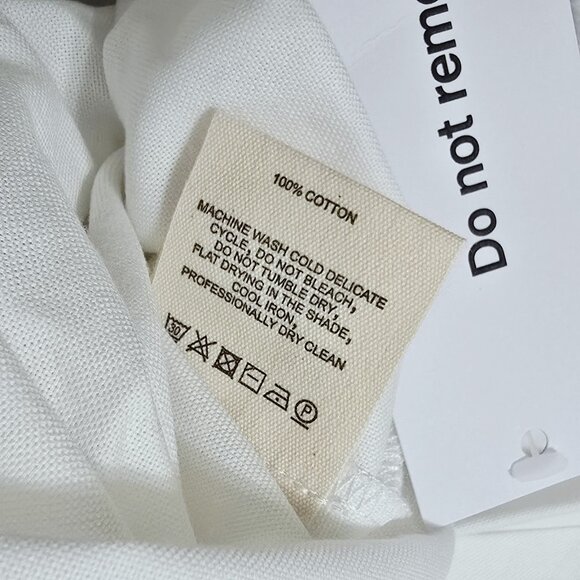 100% COTTON
MACHINE WASH COLD DELICATE
CYCLE, DO NOT BLEACH,
DO NOT TUMBLE DRY,
FLAT DRYING IN THE SHADE,
COOL IRON,
PROFESSIONALLY DRY CLEAN
30 P
Do not rem